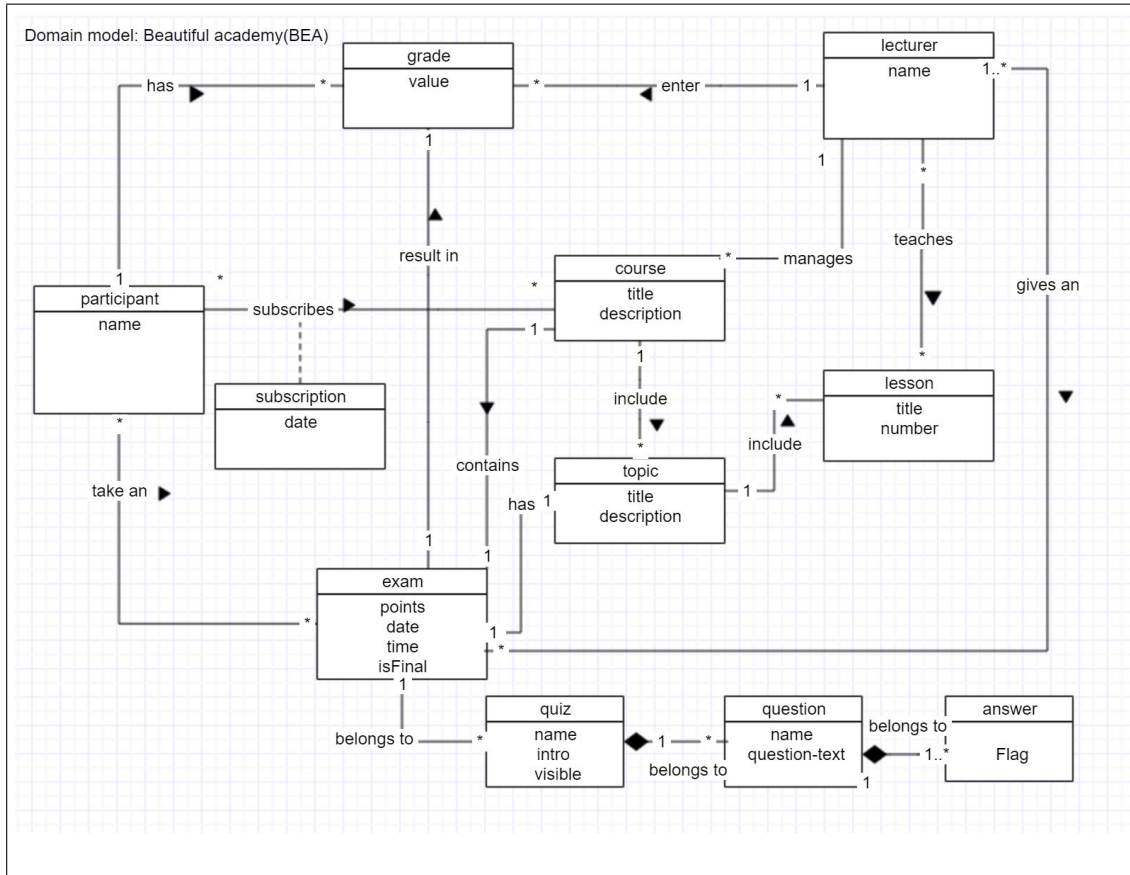 Domain model: Beautiful academy(BEA)
grade
value
lecturer
name
has
*
*
enter
1
1..*
1
1
*
teaches
result in
*
manages
gives an
1
*
participant
name
subscribes
*
course
title
description
1
1
*
subscription
date
include
*
lesson
title
number
*
take an
contains
*
include
topic
title
description
has
1
1
1
1
exam
points
date
time
isFinal
*
1
*
1
belongs to
*
quiz
name
intro
visible
1
*
belongs to
question
name
question-text
1
belongs to
1..*
answer
Flag